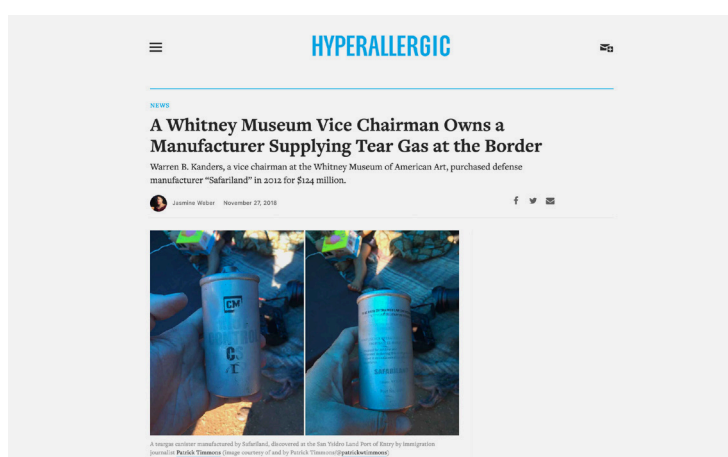 HYPERALLERGIC
NEWS
A Whitney Museum Vice Chairman Owns a
Manufacturer Supplying Tear Gas at the Border
Warren B. Kanders, a vice chairman at the Whitney Museum of American Art, purchased defense
manufacturer “Safariland” in 2012 for $124 million.
Jasmine Weber November 27, 2018
CM
CS
SAFARILAND
A teargas canister manufactured by Safariland, discovered at the San Ysidro Land Port of Entry by immigration
journalist Patrick Timmons (image courtesy of and by Patrick Timmons/@patrickwtimmons)